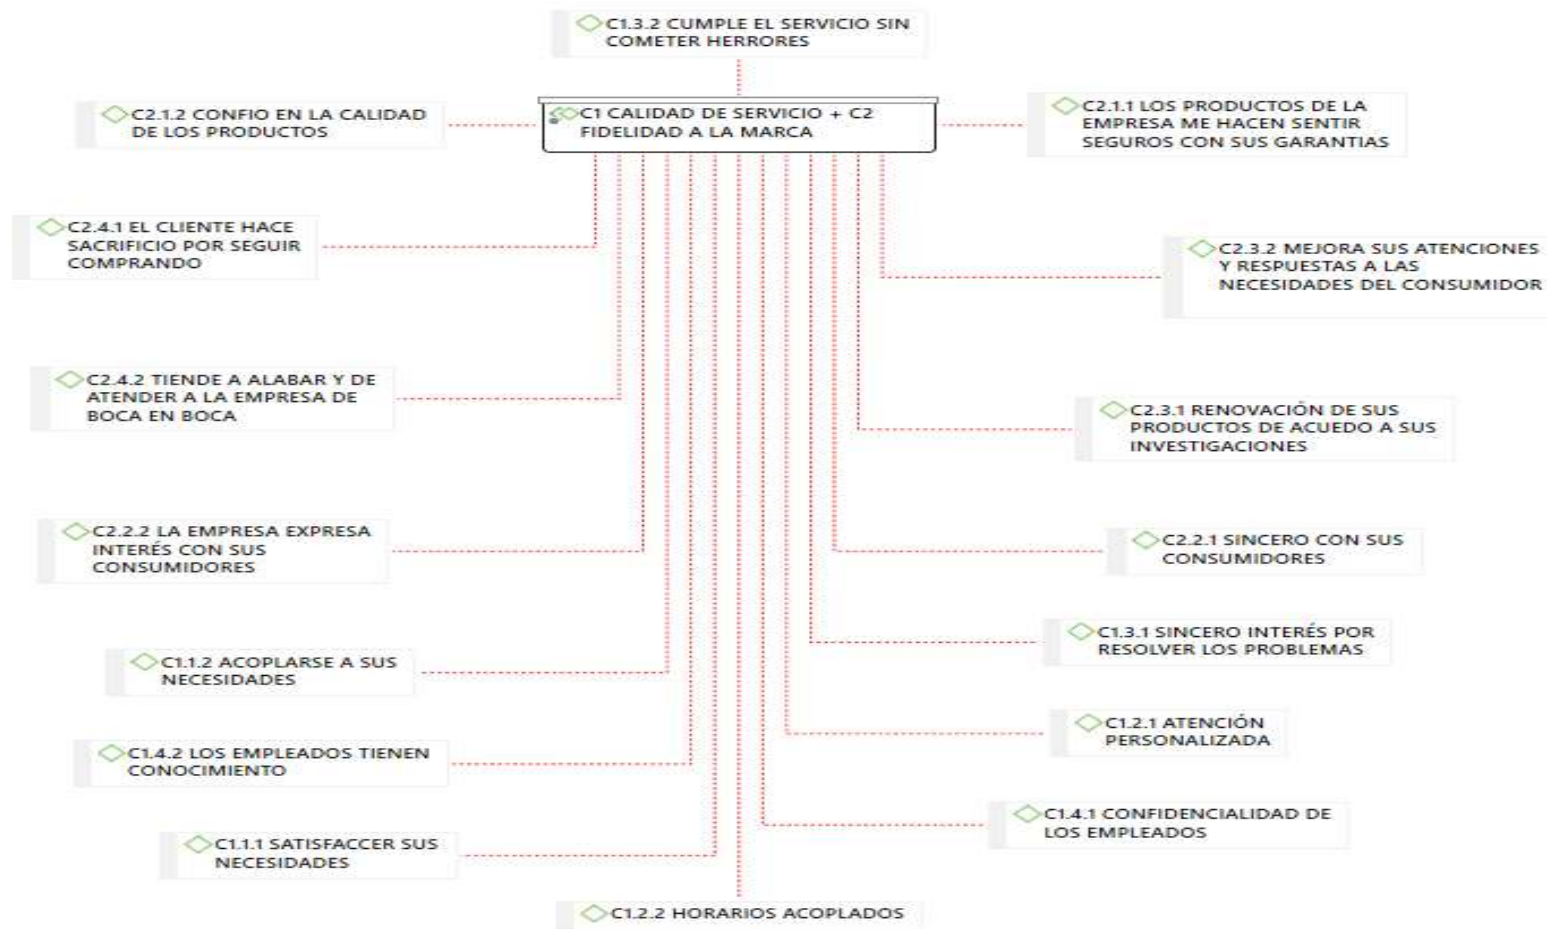 C1.3.2 CUMPLE EL SERVICIO SIN
COMETER HERRORES
C2.1.2 CONFIO EN LA CALIDAD
DE LOS PRODUCTOS
C1 CALIDAD DE SERVICIO + C2
FIDELIDAD A LA MARCA
C2.1.1 LOS PRODUCTOS DE LA
EMPRESA ME HACEN SENTIR
SEGUROS CON SUS GARANTIAS
C2.4.1 EL CLIENTE HACE
SACRIFICIO POR SEGUIR
COMPRANDO
C2.3.2 MEJORA SUS ATENCIONES
Y RESPUESTAS A LAS
NECESIDADES DEL CONSUMIDOR
C2.4.2 TIENDE A ALABAR Y DE
ATENDER A LA EMPRESA DE
BOCA EN BOCA
C2.3.1 RENOVACIÓN DE SUS
PRODUCTOS DE ACUEDO A SUS
INVESTIGACIONES
C2.2.2 LA EMPRESA EXPRESA
INTERÉS CON SUS
CONSUMIDORES
C2.2.1 SINCERO CON SUS
CONSUMIDORES
C1.3.1 SINCERO INTERÉS POR
RESOLVER LOS PROBLEMAS
C1.1.2 ACOPLARSE A SUS
NECESIDADES
C1.2.1 ATENCIÓN
PERSONALIZADA
C1.4.2 LOS EMPLEADOS TIENEN
CONOCIMIENTO
C1.4.1 CONFIDENCIALIDAD DE
LOS EMPLEADOS
C1.1.1 SATISFACCER SUS
NECESIDADES
C1.2.2 HORARIOS ACOPLADOS